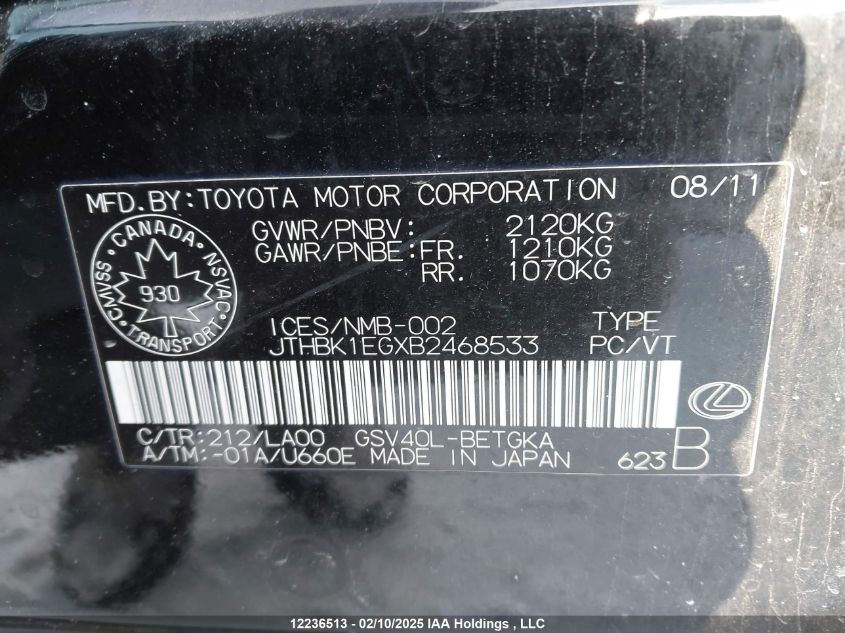 MFD.BY:TOYOTA MOTOR CORPORATION 08/11
GVWR/PNBV: 2120KG
GAWR/PNBE:FR. 1210KG
RR. 1070KG
CANADA
CMVSS 930 NSVAC
TRANSPORT
ICES/NMB-002 TYPE
JTHBK1EGXB2468533 PC/VT
C/TR:212/LA00 GSV40L-BETGKA
A/TM:-01A/U660E MADE IN JAPAN 623 B
12236513 - 02/10/2025 IAA Holdings , LLC